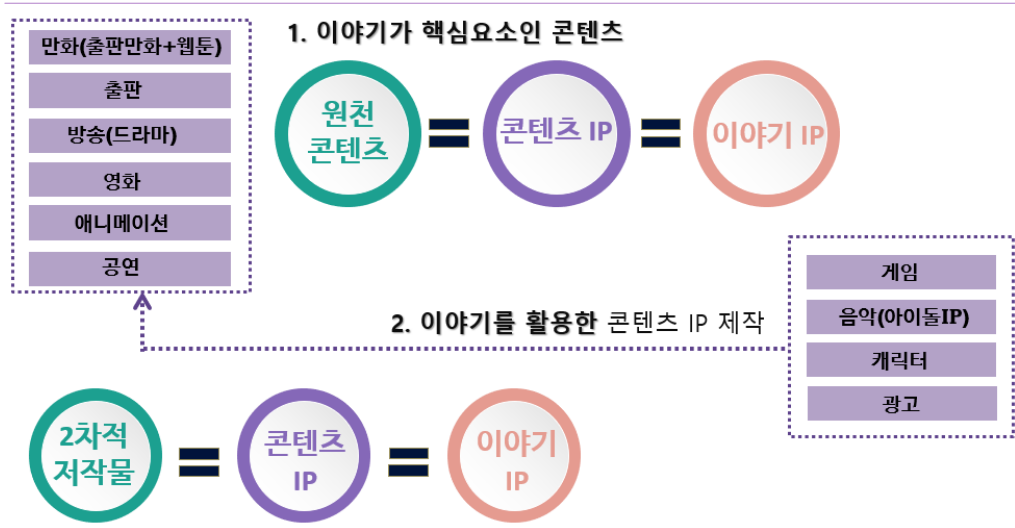 만화(출판만화+웹툰)
출판
방송(드라마)
영화
애니메이션
공연
1. 이야기가 핵심요소인 콘텐츠
원천
콘텐츠
콘텐츠 IP
이야기 IP
게임
음악(아이돌IP)
캐릭터
광고
2. 이야기를 활용한 콘텐츠 IP 제작
2차적
저작물
콘텐츠
IP
이야기
IP